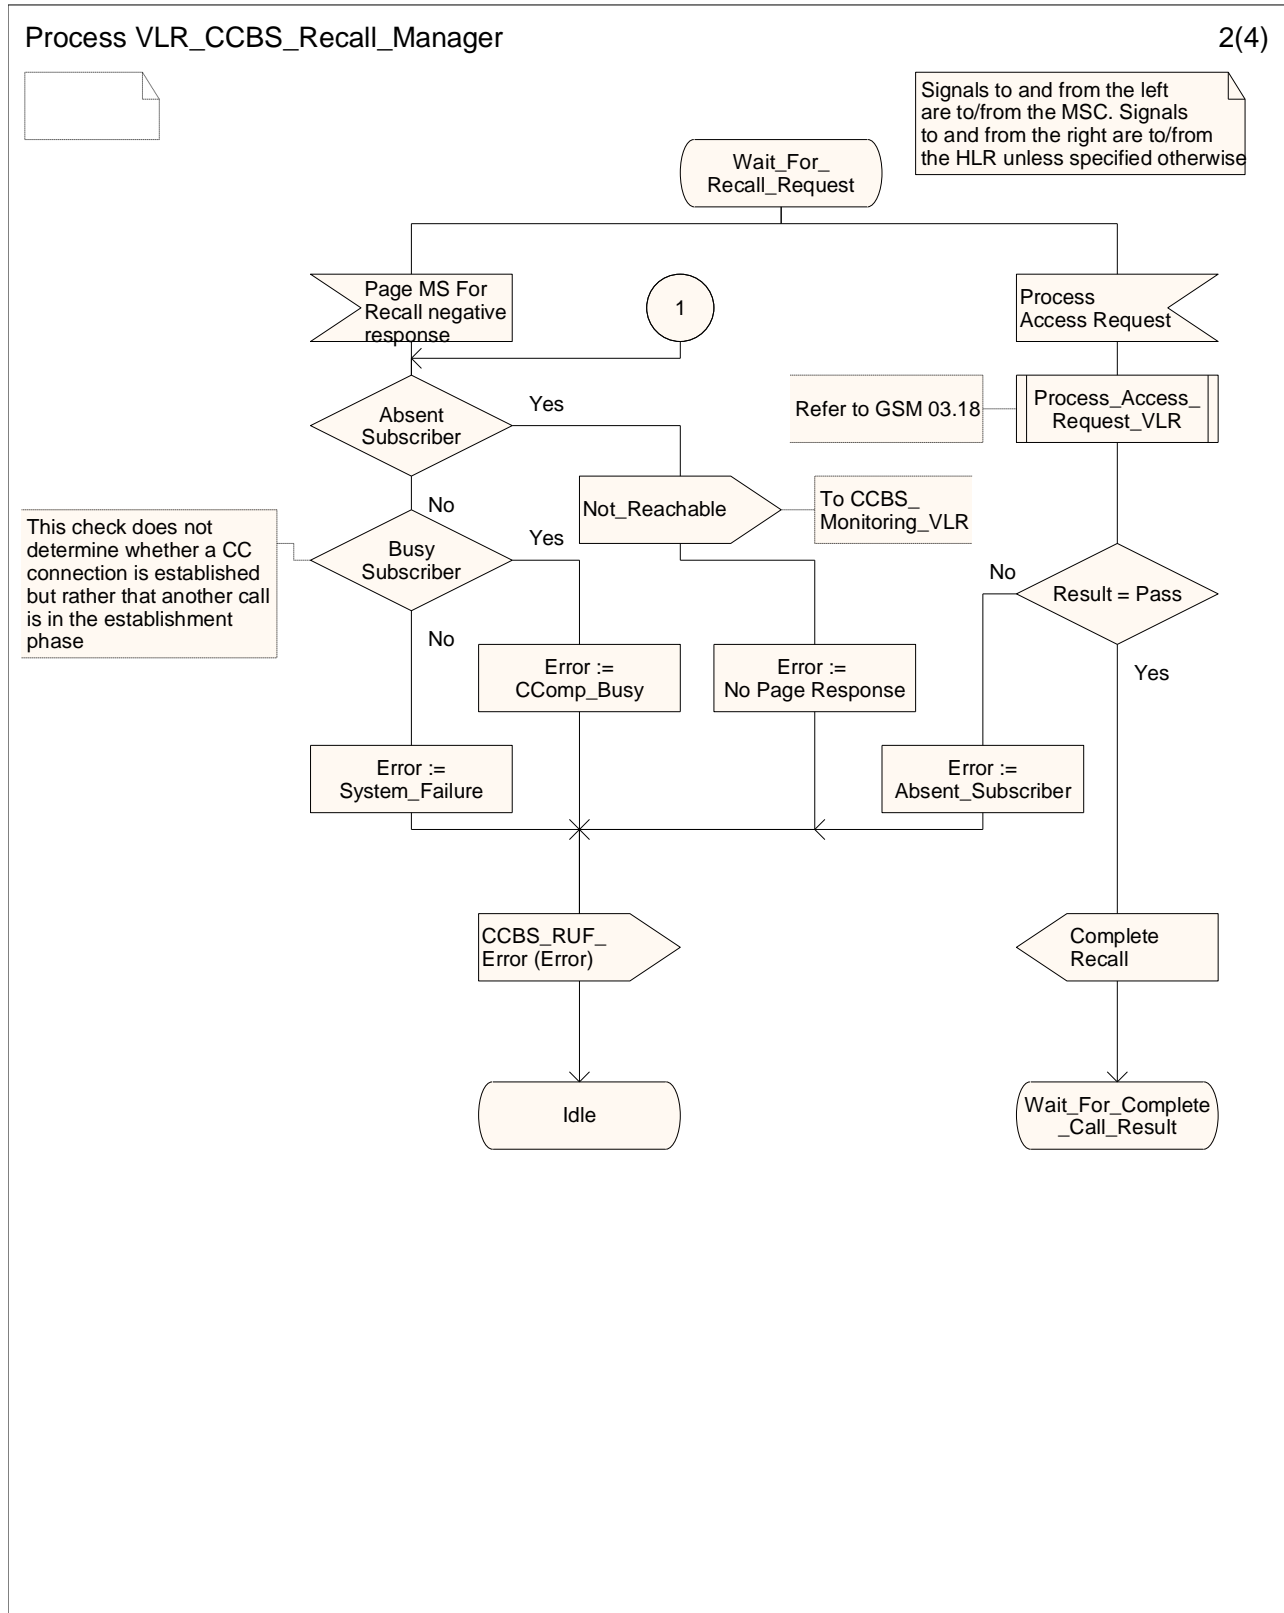 Process VLR_CCBS_Recall_Manager
2(4)
Signals to and from the left
are to/from the MSC. Signals
to and from the right are to/from
the HLR unless specified otherwise
Wait_For_
Recall_Request
Page MS For
Recall negative
response
1
Process
Access Request
Absent
Subscriber
Yes
Refer to GSM 03.18
Process_Access_
Request_VLR
No
Not_Reachable
To CCBS_
Monitoring_VLR
This check does not
determine whether a CC
connection is established
but rather that another call
is in the establishment
phase
Busy
Subscriber
Yes
No
Result = Pass
No
Yes
Error :=
CComp_Busy
Error :=
No Page Response
Error :=
System_Failure
Error :=
Absent_Subscriber
CCBS_RUF_
Error (Error)
Complete
Recall
Idle
Wait_For_Complete
_Call_Result